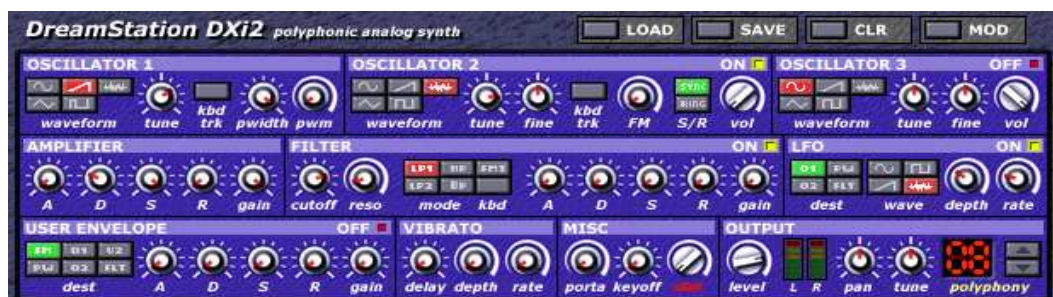 DreamStation DXi2 polyphonic analog synth LOAD SAVE CLR MOD
OSCILLATOR 1 OSCILLATOR 2 ON OSCILLATOR 3 OFF
SYNC
RING
waveform tune kbd trk pwidth pwm waveform tune fine kbd trk FM S/R vol waveform tune fine vol
AMPLIFIER FILTER ON LFO ON
LP1 HP O1 PW
LP2 BP O2 FLT
A D S R gain cutoff reso mode kbd A D S R gain dest wave depth rate
USER ENVELOPE OFF VIBRATO MISC OUTPUT
FM O1 V2
PW O2 FLT
dest A D S R gain delay depth rate porta keyoff level L R pan tune polyphony